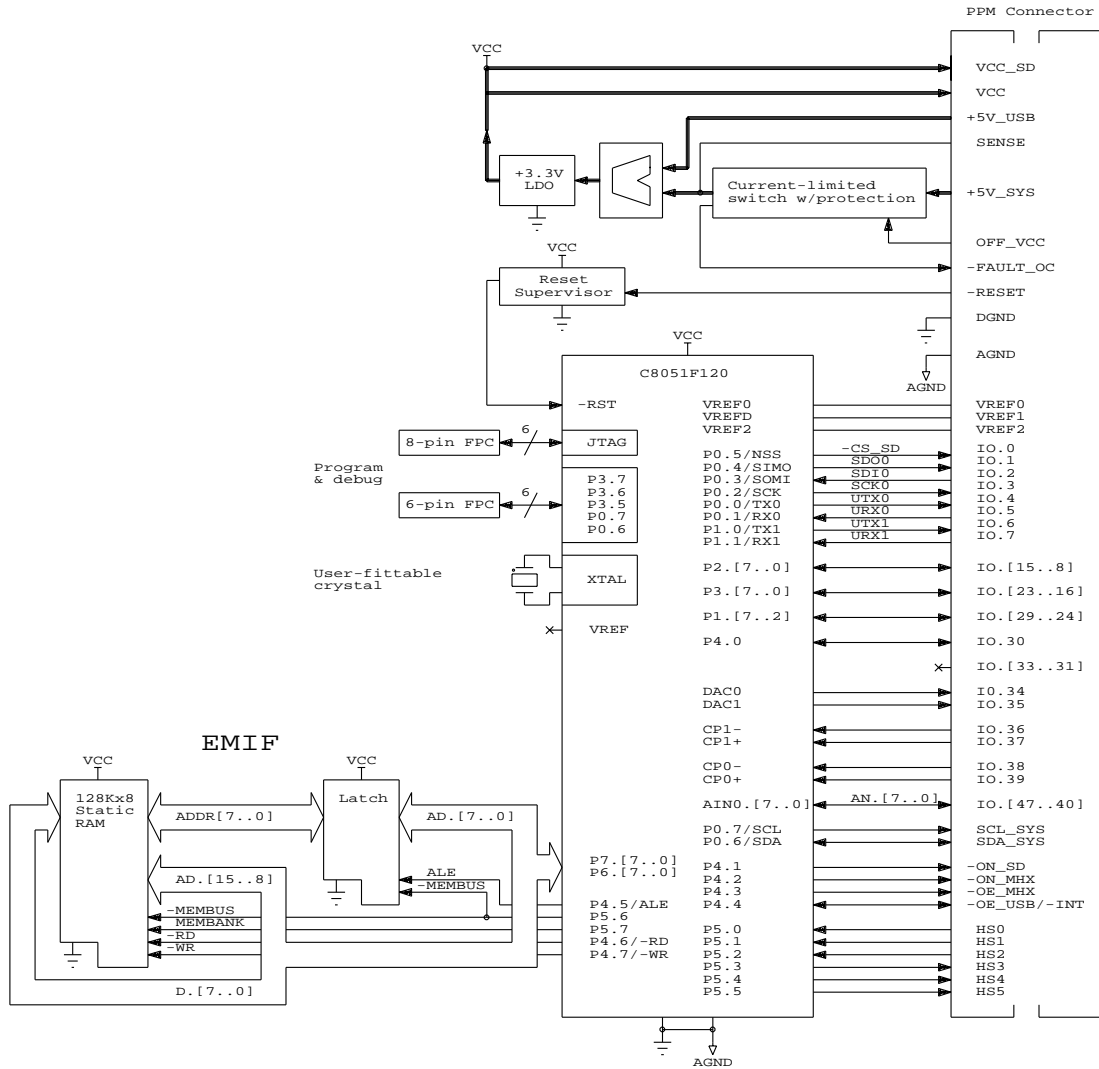 PPM Connector
VCC
VCC_SD
VCC
+5V_USB
SENSE
+3.3V
LDO
Current-limited
switch w/protection
+5V_SYS
OFF_VCC
VCC
-FAULT_OC
Reset
Supervisor
-RESET
DGND
VCC
AGND
AGND
C8051F120
-RST
VREF0
VREF0
VREFD
VREF1
VREF2
VREF2
8-pin FPC
6
JTAG
P0.5/NSS
-CS_SD
IO.0
P0.4/SIMO
SDO0
IO.1
Program
& debug
P0.3/SOMI
SDI0
IO.2
P3.7
P0.2/SCK
SCK0
IO.3
P3.6
P0.0/TX0
UTX0
IO.4
6-pin FPC
6
P3.5
P0.1/RX0
URX0
IO.5
P0.7
P1.0/TX1
UTX1
IO.6
P0.6
P1.1/RX1
URX1
IO.7
User-fittable
crystal
XTAL
P2.[7..0]
IO.[15..8]
P3.[7..0]
IO.[23..16]
P1.[7..2]
IO.[29..24]
VREF
P4.0
IO.30
IO.[33..31]
DAC0
I0.34
DAC1
IO.35
CP1-
IO.36
CP1+
IO.37
EMIF
VCC
VCC
CP0-
IO.38
CP0+
IO.39
128Kx8
Static
RAM
Latch
ADDR[7..0]
AD.[7..0]
AIN0.[7..0]
AN.[7..0]
IO.[47..40]
P0.7/SCL
SCL_SYS
P0.6/SDA
SDA_SYS
AD.[15..8]
ALE
-MEMBUS
P7.[7..0]
P6.[7..0]
P4.1
-ON_SD
P4.2
-ON_MHX
P4.3
-OE_MHX
P4.5/ALE
P4.4
-OE_USB/-INT
-MEMBUS
P5.6
MEMBANK
P5.7
P5.0
HS0
-RD
P4.6/-RD
P5.1
HS1
-WR
P4.7/-WR
P5.2
HS2
P5.3
HS3
P5.4
HS4
D.[7..0]
P5.5
HS5
AGND